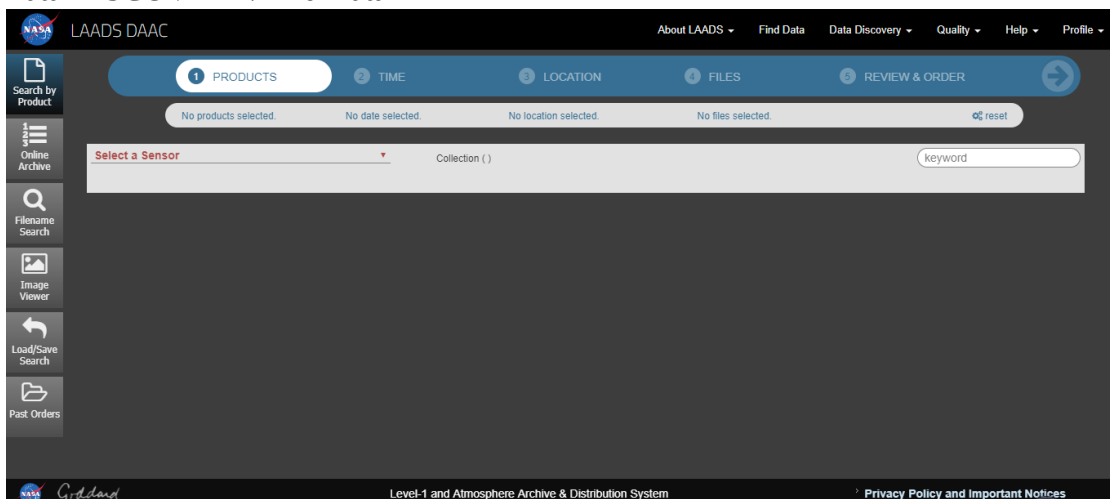 NASA LAADS DAAC About LAADS Find Data Data Discovery Quality Help Profile
Search by
Product
1 PRODUCTS 2 TIME 3 LOCATION 4 FILES 5 REVIEW & ORDER
No products selected. No date selected. No location selected. No files selected. reset
1
2
3
Online
Archive
Select a Sensor Collection ( ) keyword
Filename
Search
Image
Viewer
Load/Save
Search
Past Orders
NASA Goddard Level-1 and Atmosphere Archive & Distribution System Privacy Policy and Important Notices